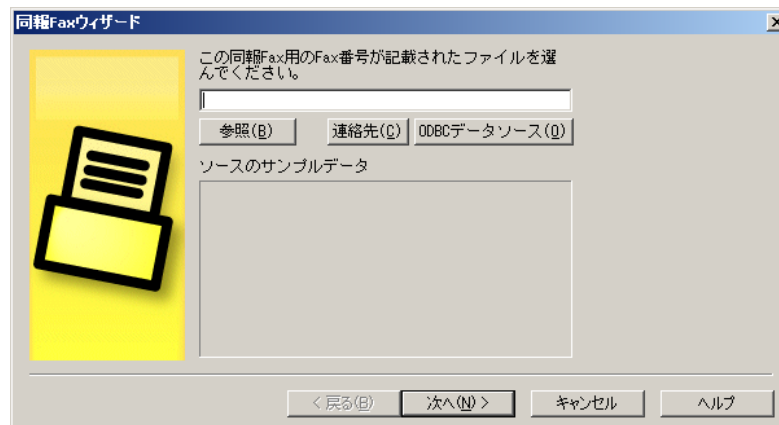 同報Faxウィザード
この同報Fax用のFax番号が記載されたファイルを選
んでください。
参照(B) 連絡先(C) ODBCデータソース(O)
ソースのサンプルデータ
< 戻る(B) 次へ(N) > キャンセル ヘルプ